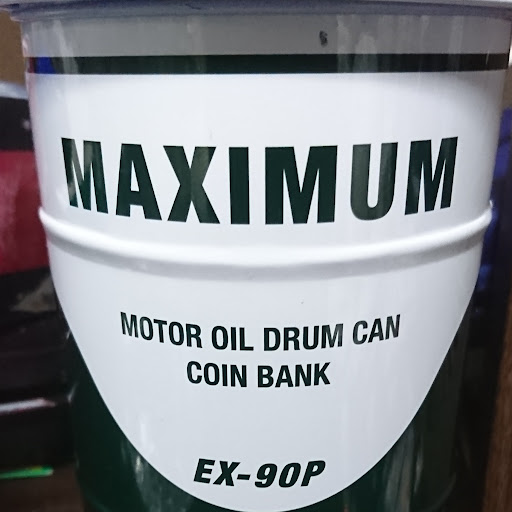 MAXIMUM
MOTOR OIL DRUM CAN
COIN BANK
EX-90P